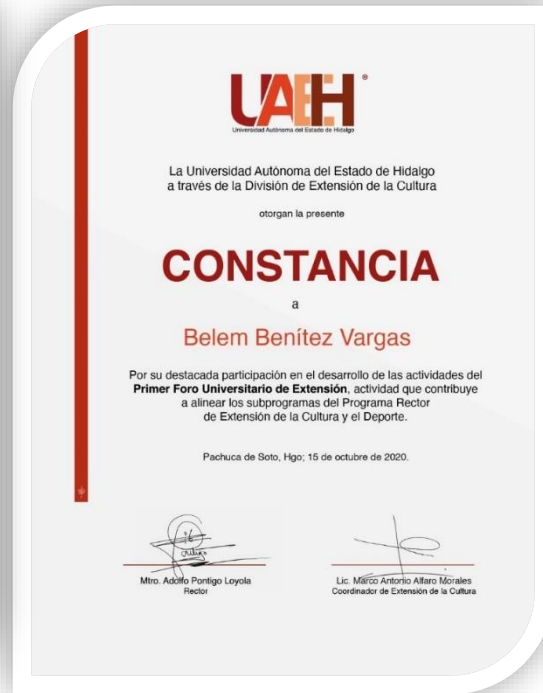 UAEH®
Universidad Autónoma del Estado de Hidalgo
La Universidad Autónoma del Estado de Hidalgo
a través de la División de Extensión de la Cultura
otorgan la presente
CONSTANCIA
a
Belem Benítez Vargas
Por su destacada participación en el desarrollo de las actividades del
Primer Foro Universitario de Extensión, actividad que contribuye
a alinear los subprogramas del Programa Rector
de Extensión de la Cultura y el Deporte.
Pachuca de Soto, Hgo; 15 de octubre de 2020.
Mtro. Adolfo Pontigo Loyola
Rector
Lic. Marco Antonio Alfaro Morales
Coordinador de Extensión de la Cultura